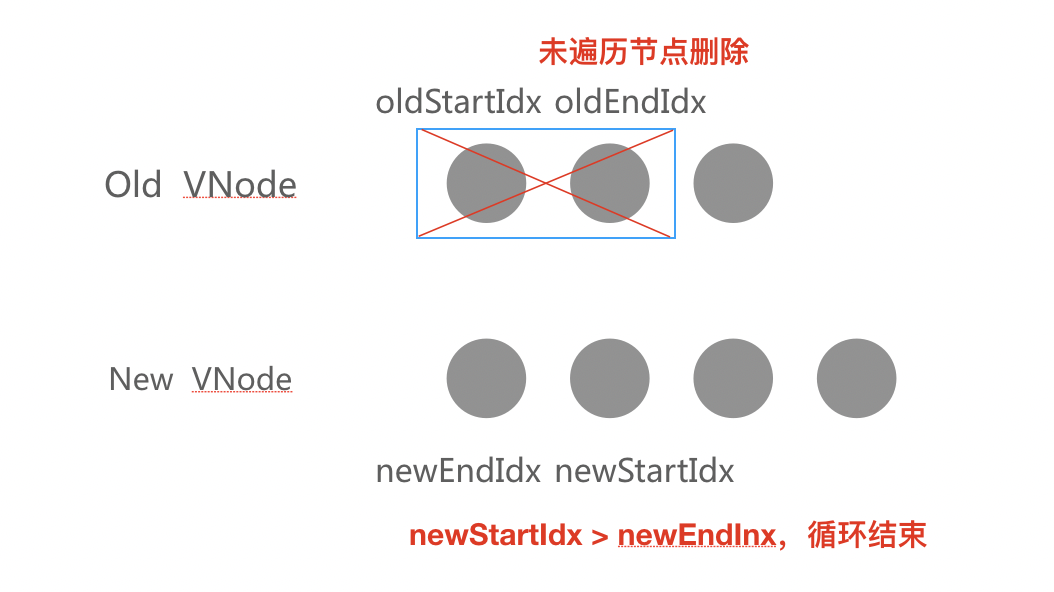 未遍历节点删除
oldStartIdx oldEndIdx
Old VNode
New VNode
newEndIdx newStartIdx
newStartIdx > newEndInx，循环结束